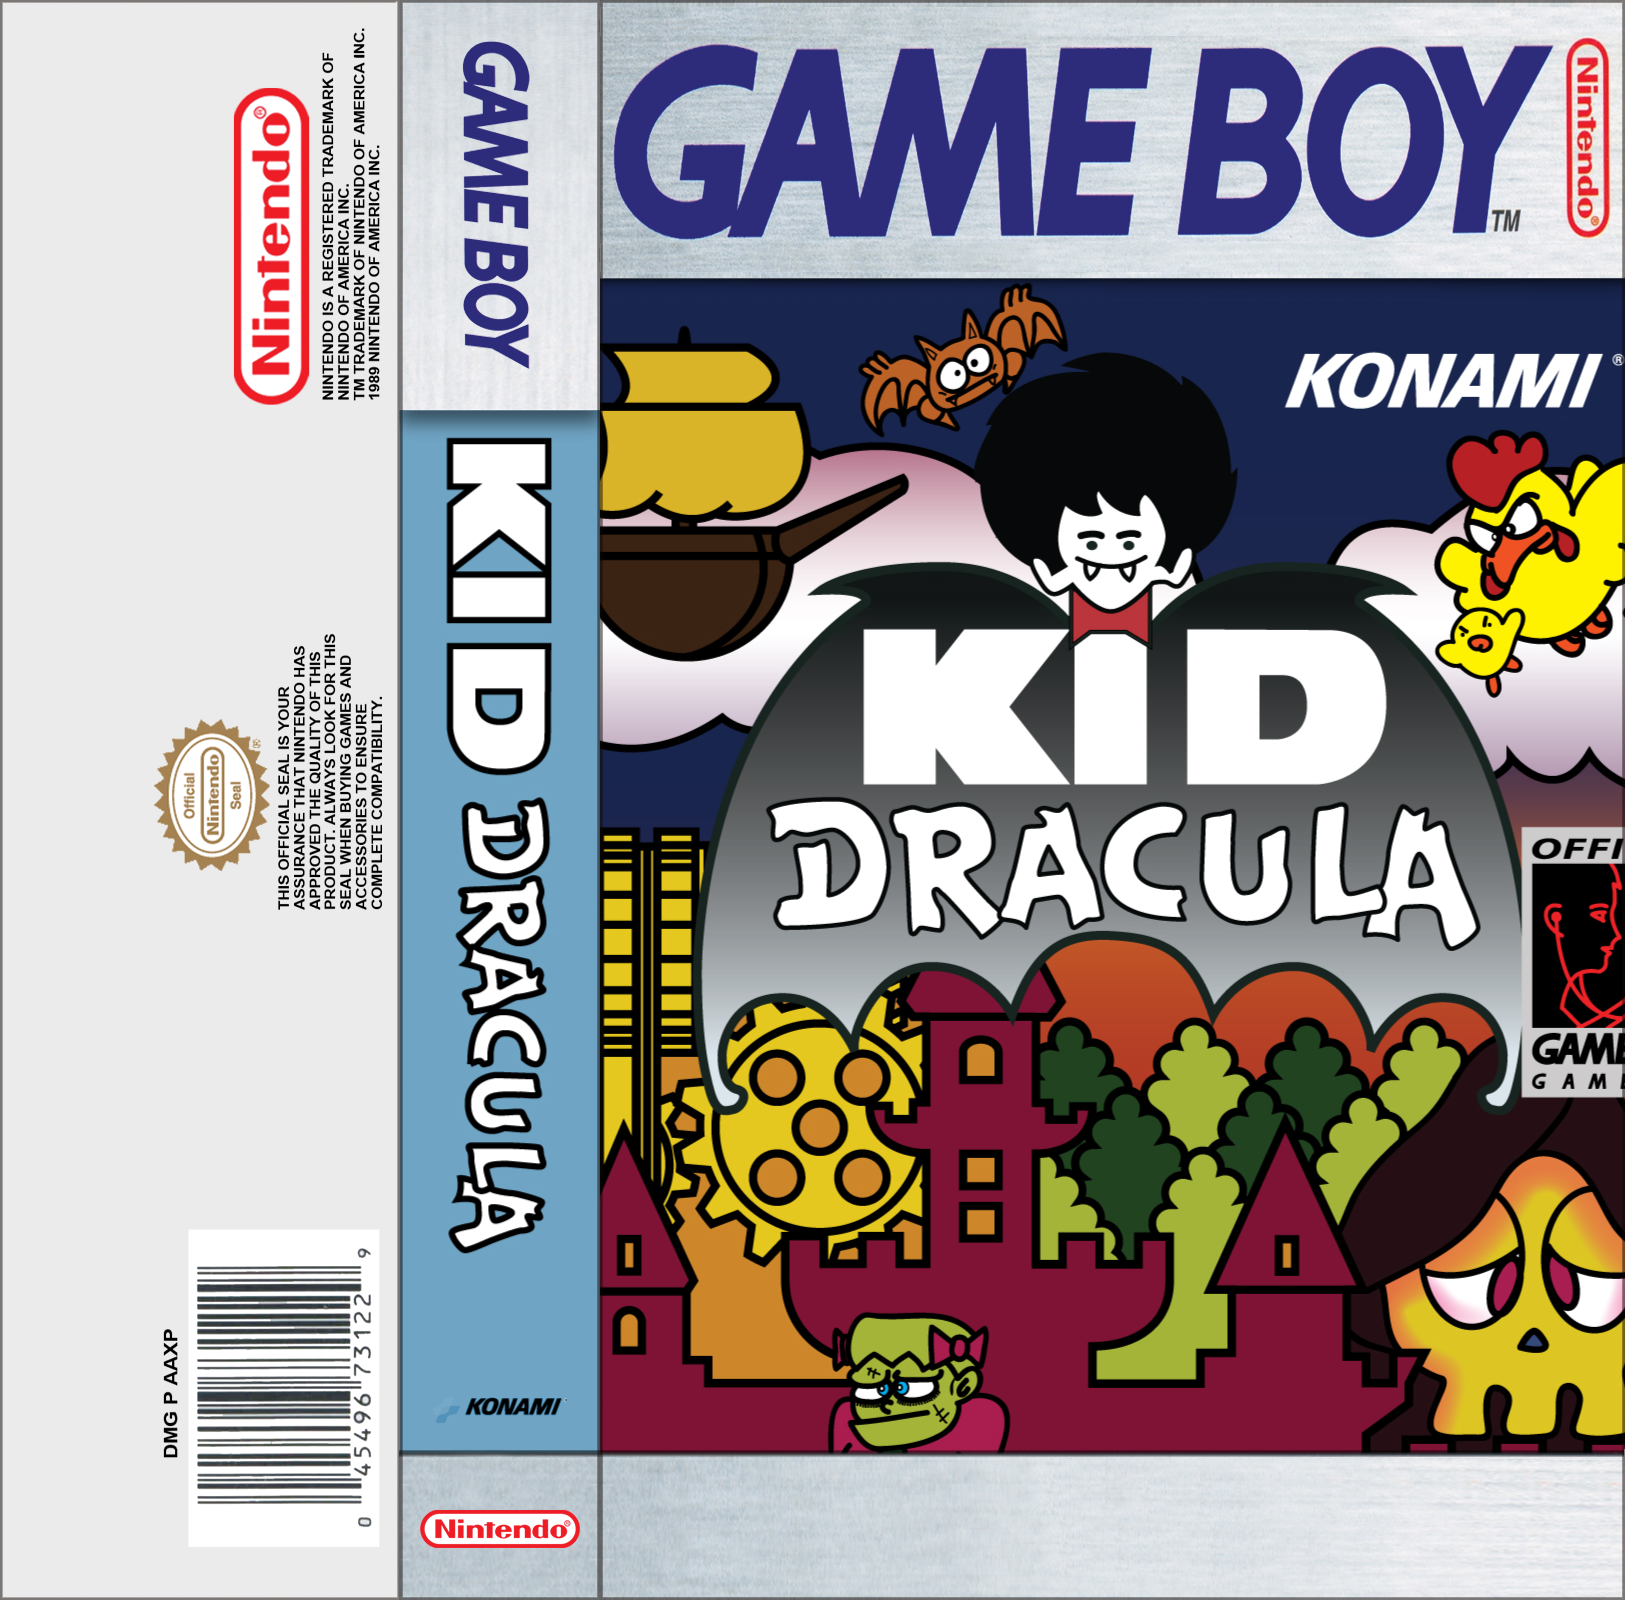 Nintendo®
NINTENDO IS A REGISTERED TRADEMARK OF
NINTENDO OF AMERICA INC.
TM TRADEMARK OF NINTENDO OF AMERICA INC.
1989 NINTENDO OF AMERICA INC.
Official
Nintendo
Seal
®
THIS OFFICIAL SEAL IS YOUR
ASSURANCE THAT NINTENDO HAS
APPROVED THE QUALITY OF THIS
PRODUCT. ALWAYS LOOK FOR THIS
SEAL WHEN BUYING GAMES AND
ACCESSORIES TO ENSURE
COMPLETE COMPATIBILITY.
DMG P AAXP
0 45496 73122 9
GAME BOY
KID DRACULA
KONAMI
Nintendo®
GAME BOY™
Nintendo®
KONAMI®
KID
DRACULA
OFFI
GAME
GAM